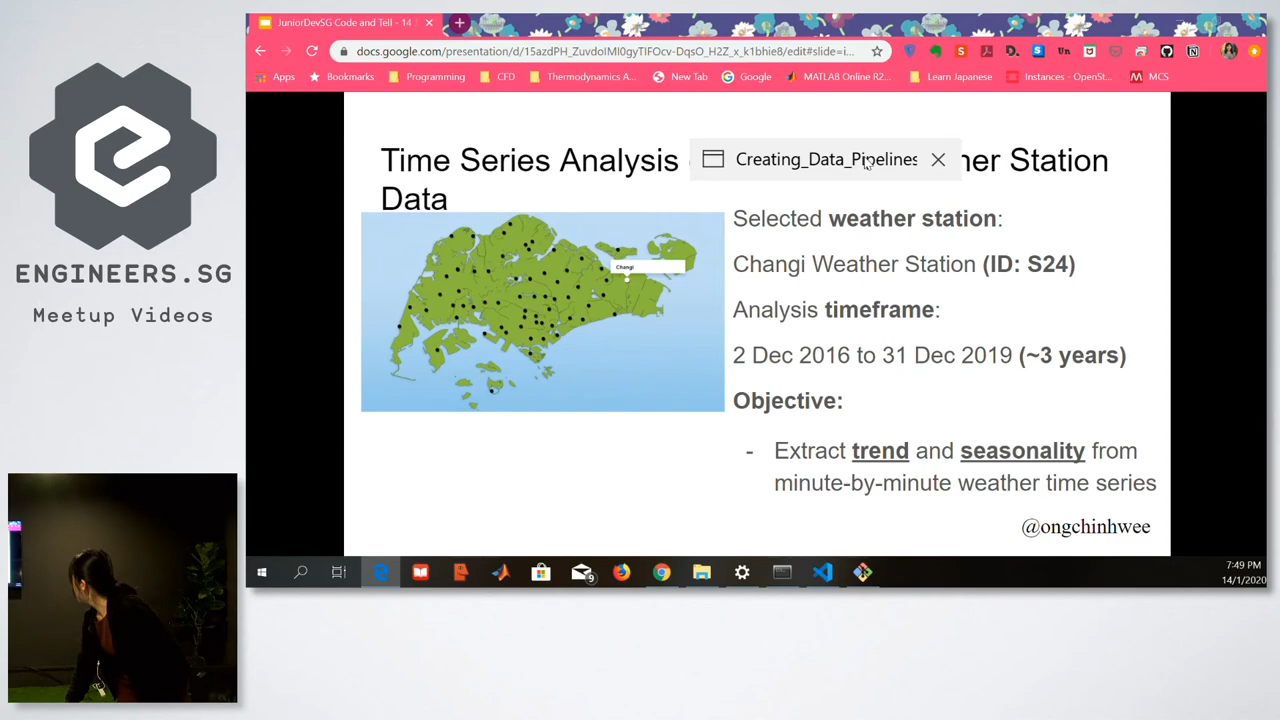 JuniorDevSG Code and Tell - 14
docs.google.com/presentation/d/15azdPH_ZuvdolMI0gyTIFOcv-DqsO_H2Z_x_k1bhie8/edit#slide=i...
Apps
Bookmarks
Programming
CFD
Thermodynamics A...
New Tab
Google
MATLAB Online R2...
Learn Japanese
Instances - OpenSt...
MCS
ENGINEERS.SG
Meetup Videos
Time Series Analysis
Creating_Data_Pipelines
her Station
Data
Changi
Selected weather station:
Changi Weather Station (ID: S24)
Analysis timeframe:
2 Dec 2016 to 31 Dec 2019 (~3 years)
Objective:
- Extract trend and seasonality from
minute-by-minute weather time series
@ongchinhwee
9
7:49 PM
14/1/2020